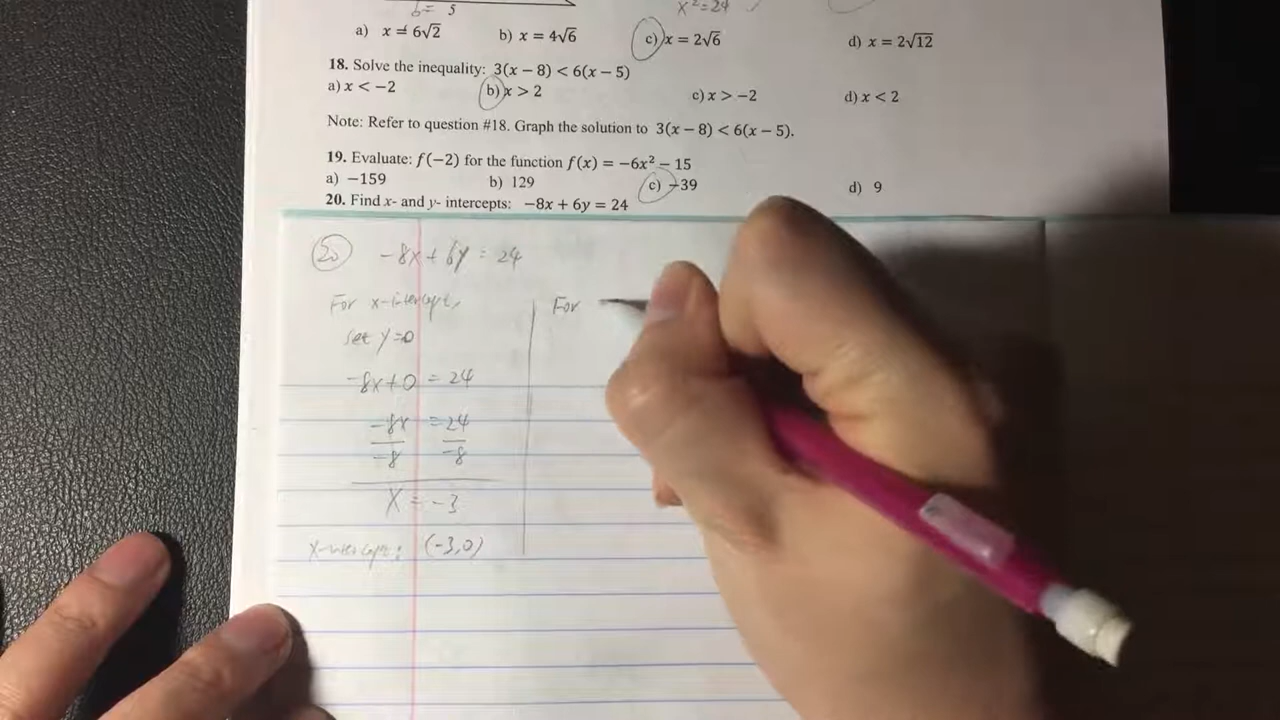 b= 5
x²=24
a) x = 6√2 b) x = 4√6 c) x = 2√6 d) x = 2√12
18. Solve the inequality: 3(x − 8) < 6(x − 5)
a) x < −2 b) x > 2 c) x > −2 d) x < 2
Note: Refer to question #18. Graph the solution to 3(x − 8) < 6(x − 5).
19. Evaluate: f(−2) for the function f(x) = −6x² − 15
a) −159 b) 129 c) −39 d) 9
20. Find x- and y- intercepts: −8x + 6y = 24
20 -8x + 6y = 24
For x-intercept,
set y=0
-8x+0 = 24
-8x = 24
-8 -8
x = -3
x-intercept: (-3,0)
For